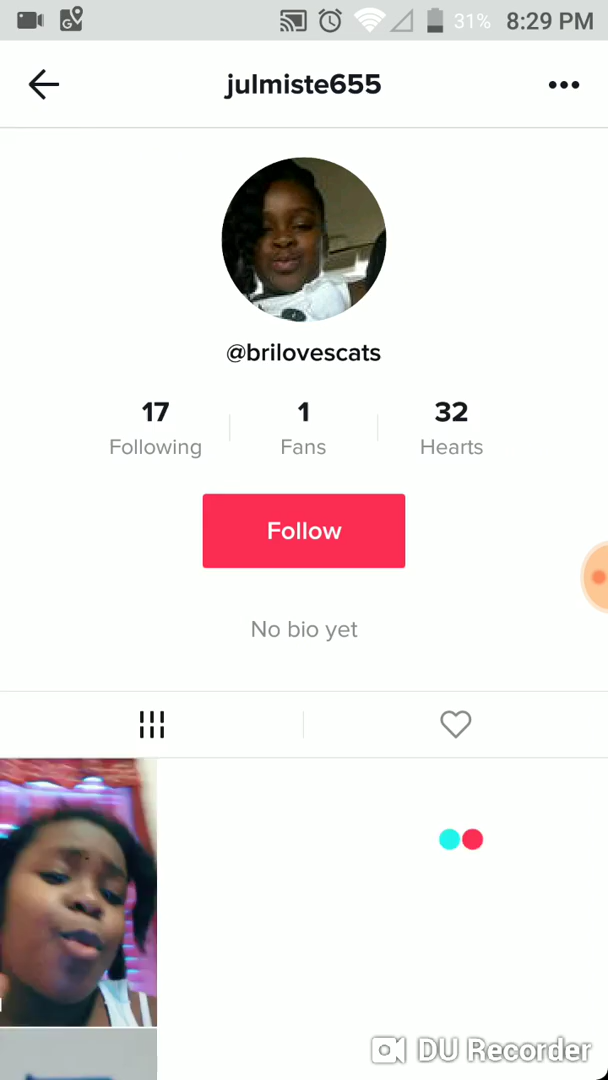 31% 8:29 PM
julmiste655
@brilovescats
17 1 32
Following Fans Hearts
Follow
No bio yet
DU Recorder